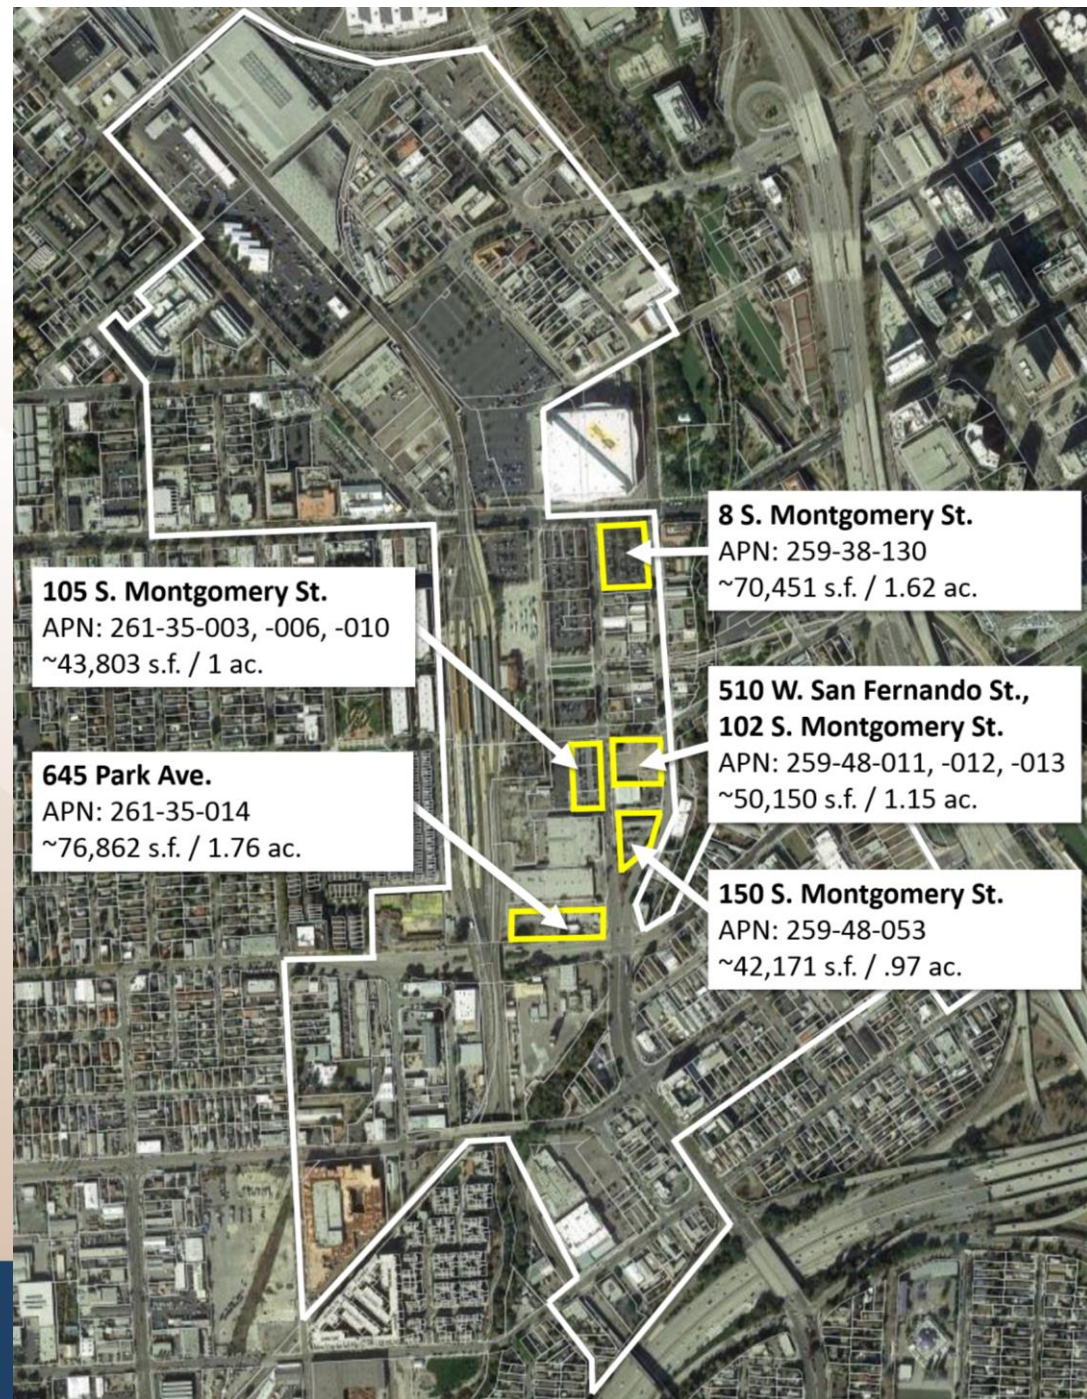 8 S. Montgomery St.
APN: 259-38-130
~70,451 s.f. / 1.62 ac.
105 S. Montgomery St.
APN: 261-35-003, -006, -010
~43,803 s.f. / 1 ac.
510 W. San Fernando St.,
102 S. Montgomery St.
APN: 259-48-011, -012, -013
~50,150 s.f. / 1.15 ac.
645 Park Ave.
APN: 261-35-014
~76,862 s.f. / 1.76 ac.
150 S. Montgomery St.
APN: 259-48-053
~42,171 s.f. / .97 ac.